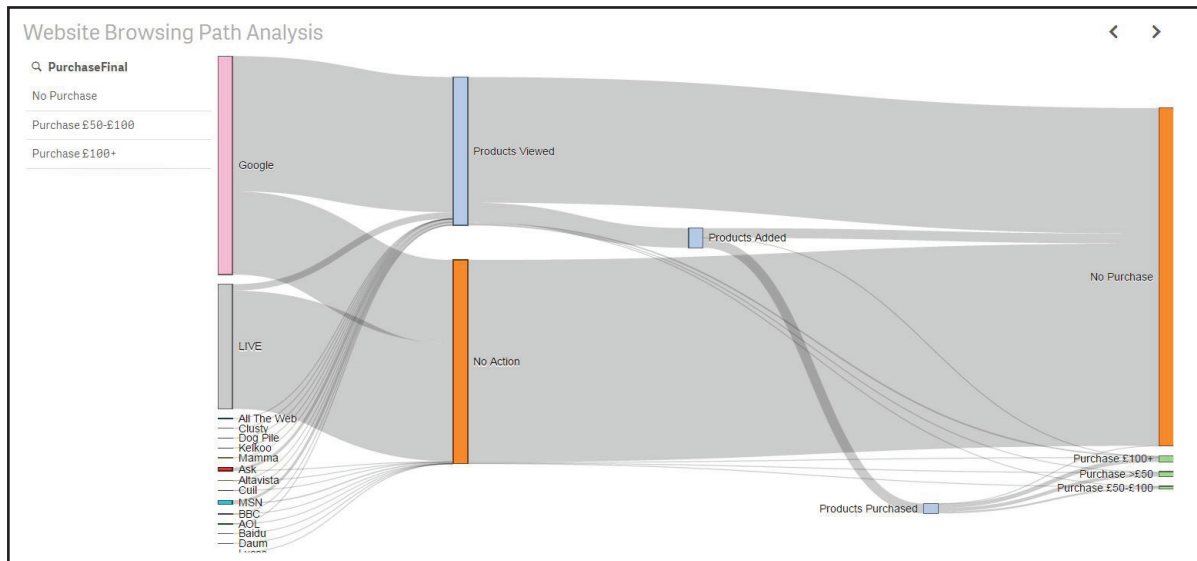 Website Browsing Path Analysis
PurchaseFinal
No Purchase
Purchase £50-£100
Purchase £100+
Google
LIVE
All The Web
Clusty
Dog Pile
Kelkoo
Mamma
Ask
Altavista
Cuil
MSN
BBC
AOL
Baidu
Daum
Products Viewed
No Action
Products Added
Products Purchased
No Purchase
Purchase £100+
Purchase >£50
Purchase £50-£100